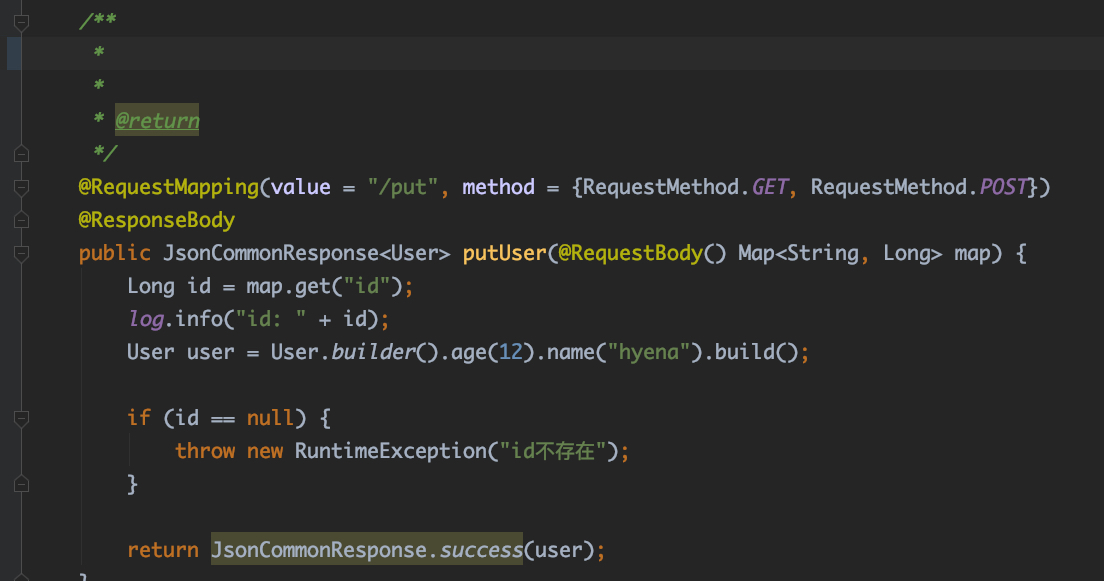 /**
*
*
* @return
*/
@RequestMapping(value = "/put", method = {RequestMethod.GET, RequestMethod.POST})
@ResponseBody
public JsonCommonResponse<User> putUser(@RequestBody() Map<String, Long> map) {
Long id = map.get("id");
log.info("id: " + id);
User user = User.builder().age(12).name("hyena").build();
if (id == null) {
throw new RuntimeException("id不存在");
}
return JsonCommonResponse.success(user);
}